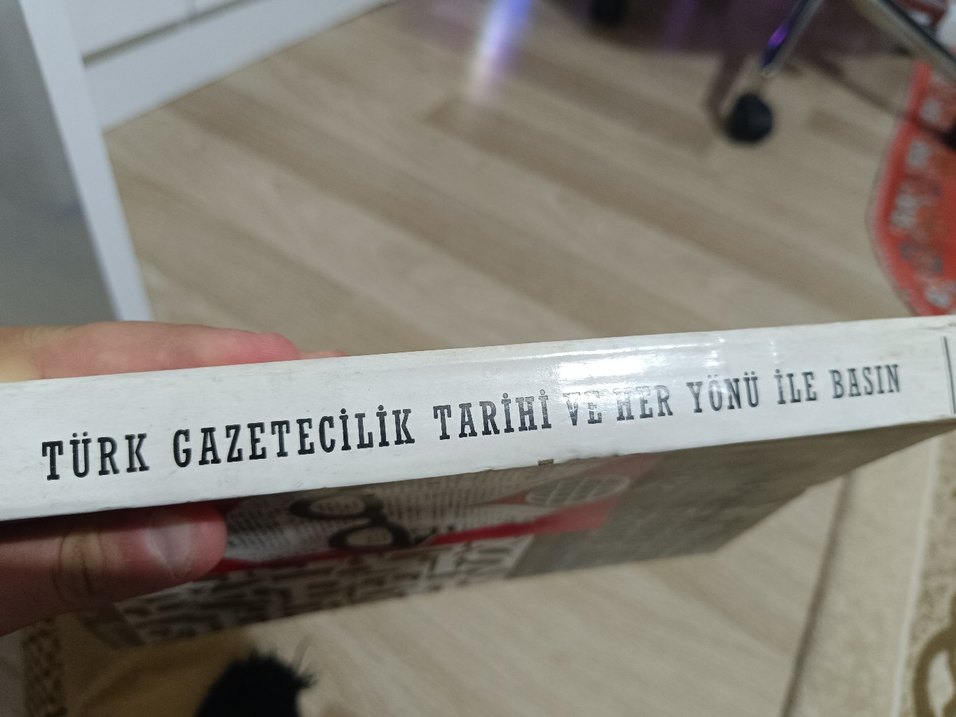 TÜRK GAZETECİLİK TARİHİ VE HER YÖNÜ İLE BASIN